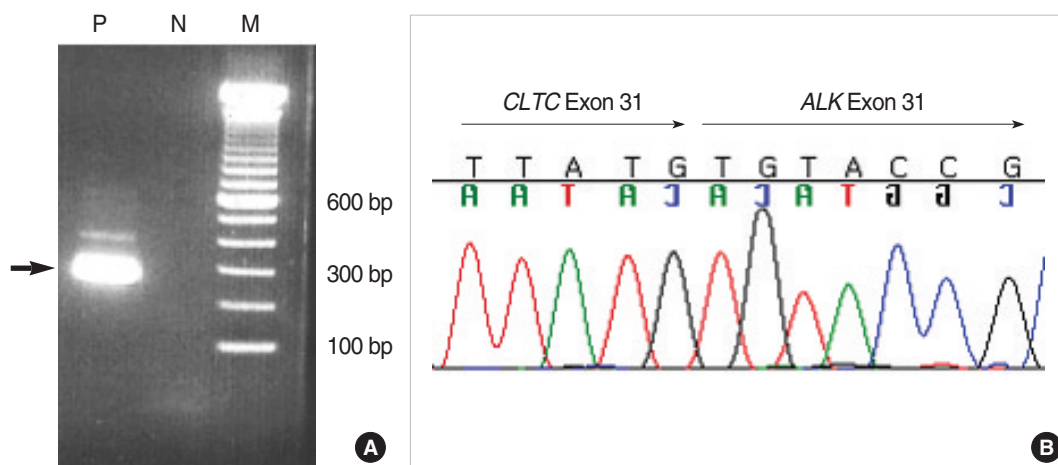 P N M
600 bp
300 bp
100 bp
A
CLTC Exon 31 ALK Exon 31
T T A T G T G T A C C G
A A T A C A C A T G G C
B